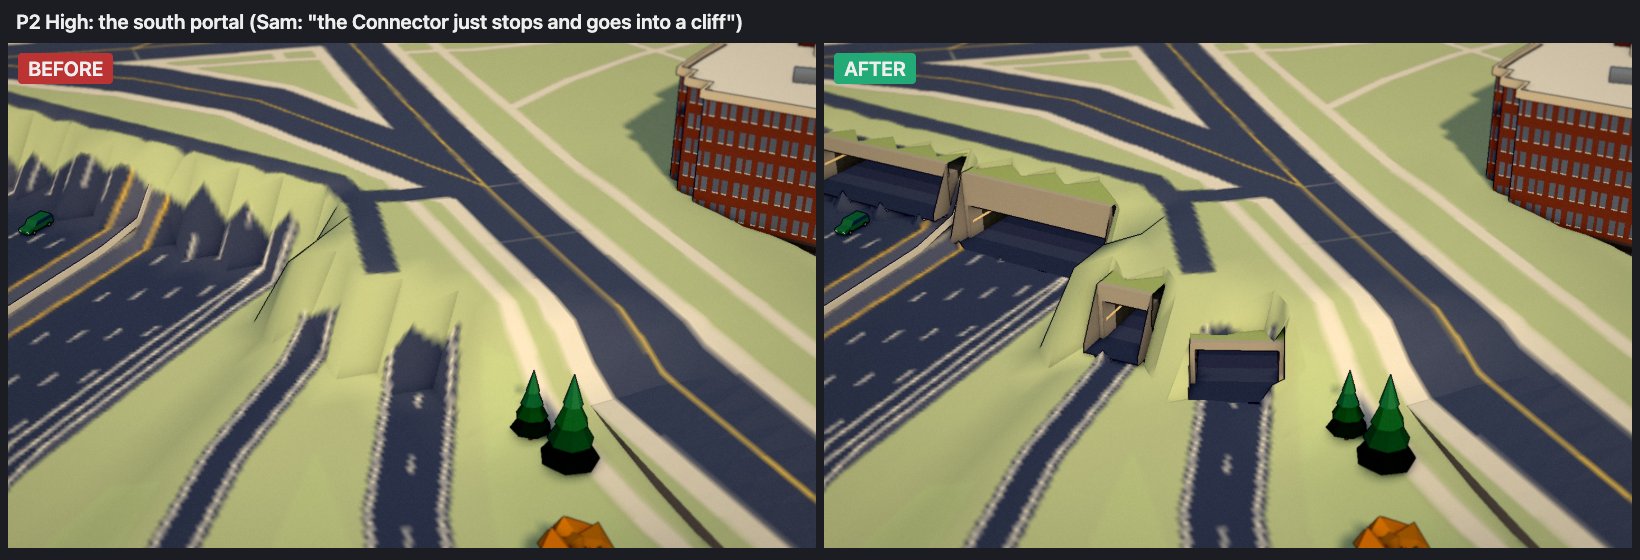 P2 High: the south portal (Sam: "the Connector just stops and goes into a cliff")
BEFORE
AFTER